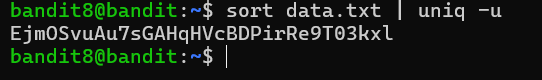 bandit8@bandit:~$ sort data.txt | uniq -u
EjmOSvuAu7sGAHqHVcBDPirRe9T03kxl
bandit8@bandit:~$